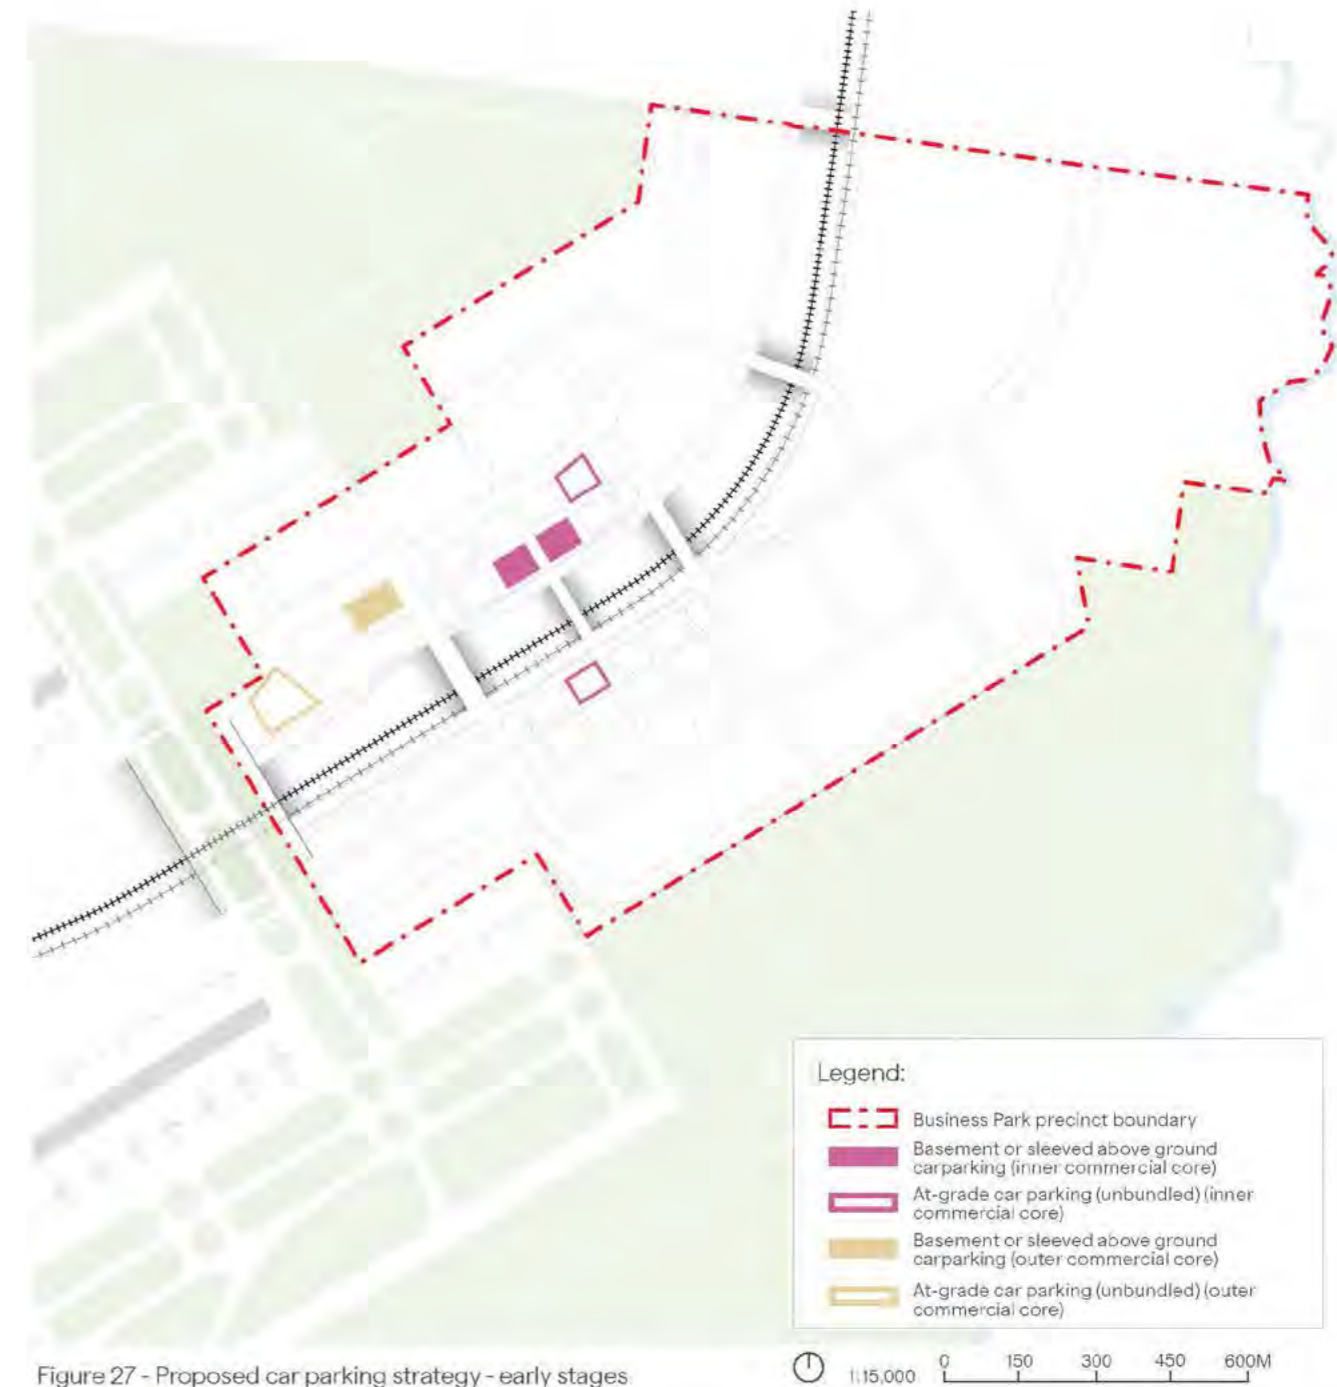 Legend:
Business Park precinct boundary
Basement or sleeved above ground
carparking (inner commercial core)
At-grade car parking (unbundled) (inner
commercial core)
Basement or sleeved above ground
carparking (outer commercial core)
At-grade car parking (unbundled) (outer
commercial core)
Figure 27 - Proposed car parking strategy - early stages
1:15,000
0 150 300 450 600M